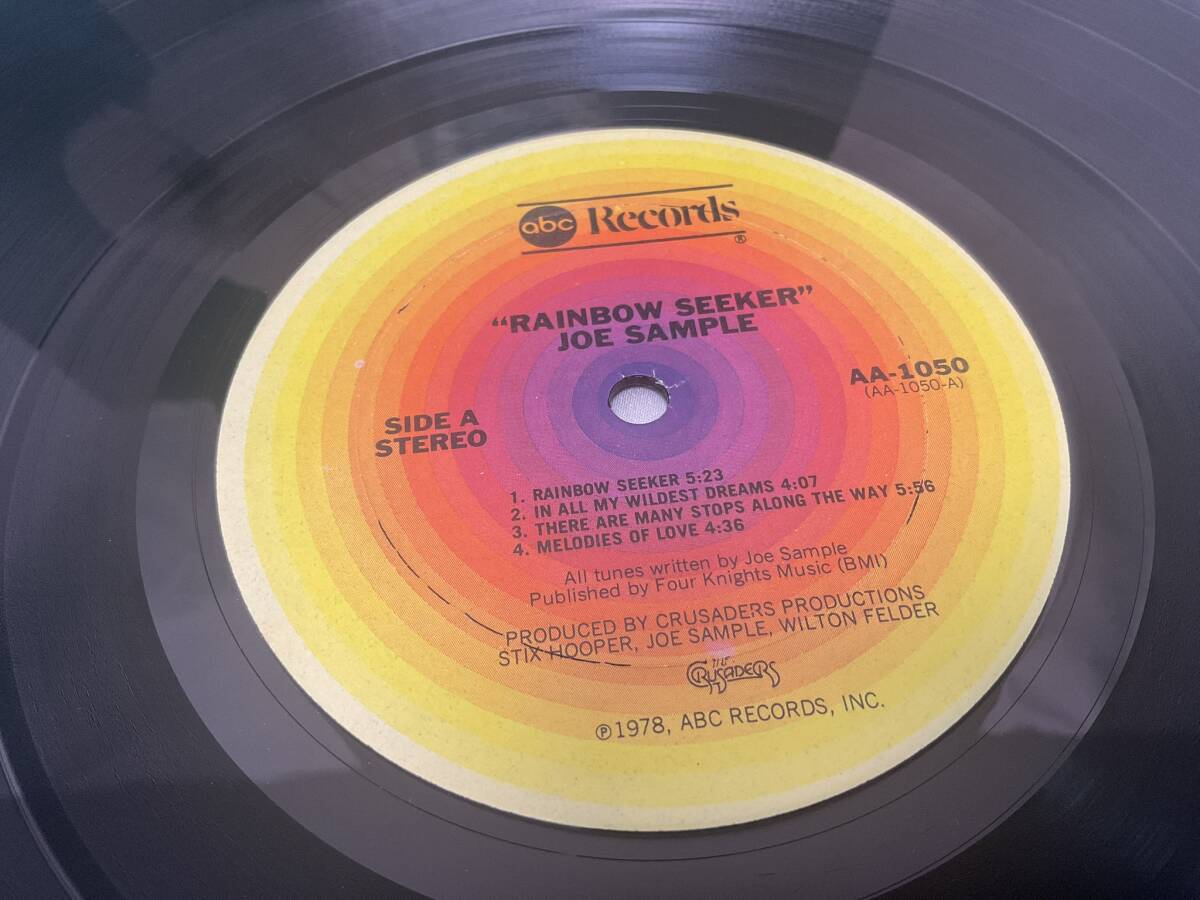 abc Records
®
"RAINBOW SEEKER"
JOE SAMPLE
AA-1050
(AA-1050-A)
SIDE A
STEREO
1. RAINBOW SEEKER 5:23
2. IN ALL MY WILDEST DREAMS 4:07
3. THERE ARE MANY STOPS ALONG THE WAY 5:56
4. MELODIES OF LOVE 4:36
All tunes written by Joe Sample
Published by Four Knights Music (BMI)
PRODUCED BY CRUSADERS PRODUCTIONS
STIX HOOPER, JOE SAMPLE, WILTON FELDER
THE
CRUSADERS
℗1978, ABC RECORDS, INC.